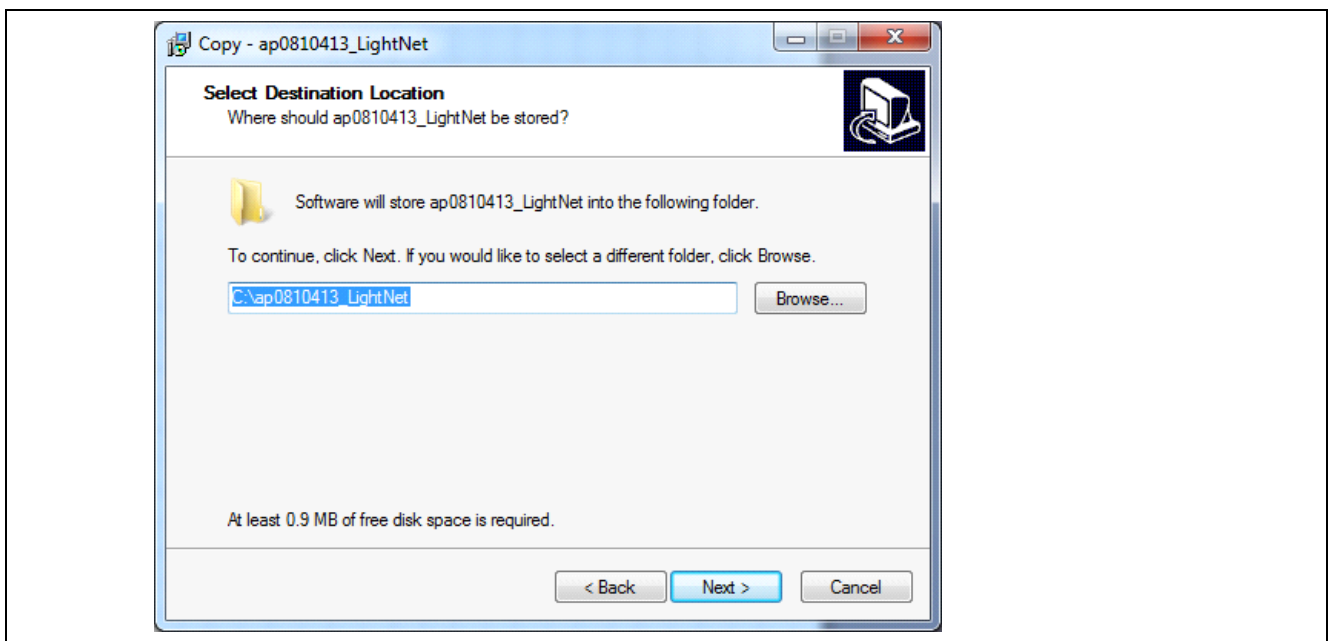 Copy - ap0810413_LightNet
Select Destination Location
Where should ap0810413_LightNet be stored?
Software will store ap0810413_LightNet into the following folder.
To continue, click Next. If you would like to select a different folder, click Browse.
C:\ap0810413_LightNet
Browse...
At least 0.9 MB of free disk space is required.
< Back
Next >
Cancel